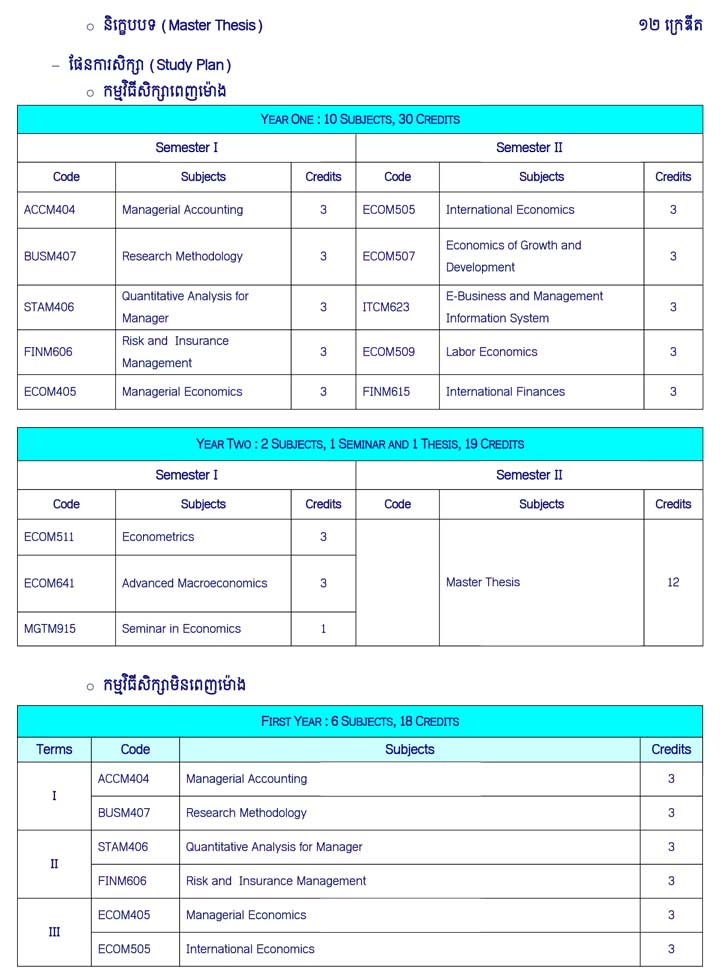 ○ និក្ខេបបទ (Master Thesis) ១២ ក្រេឌីត
– ផែនការសិក្សា (Study Plan)
○ កម្មវិធីសិក្សាពេញម៉ោង
YEAR ONE : 10 SUBJECTS, 30 CREDITS
Semester I Semester II
Code Subjects Credits Code Subjects Credits
ACCM404 Managerial Accounting 3 ECOM505 International Economics 3
BUSM407 Research Methodology 3 ECOM507 Economics of Growth and
Development 3
STAM406 Quantitative Analysis for
Manager 3 ITCM623 E-Business and Management
Information System 3
FINM606 Risk and Insurance
Management 3 ECOM509 Labor Economics 3
ECOM405 Managerial Economics 3 FINM615 International Finances 3
YEAR TWO : 2 SUBJECTS, 1 SEMINAR AND 1 THESIS, 19 CREDITS
Semester I Semester II
Code Subjects Credits Code Subjects Credits
ECOM511 Econometrics 3
ECOM641 Advanced Macroeconomics 3 Master Thesis 12
MGTM915 Seminar in Economics 1
○ កម្មវិធីសិក្សាមិនពេញម៉ោង
FIRST YEAR : 6 SUBJECTS, 18 CREDITS
Terms Code Subjects Credits
I ACCM404 Managerial Accounting 3
BUSM407 Research Methodology 3
II STAM406 Quantitative Analysis for Manager 3
FINM606 Risk and Insurance Management 3
III ECOM405 Managerial Economics 3
ECOM505 International Economics 3